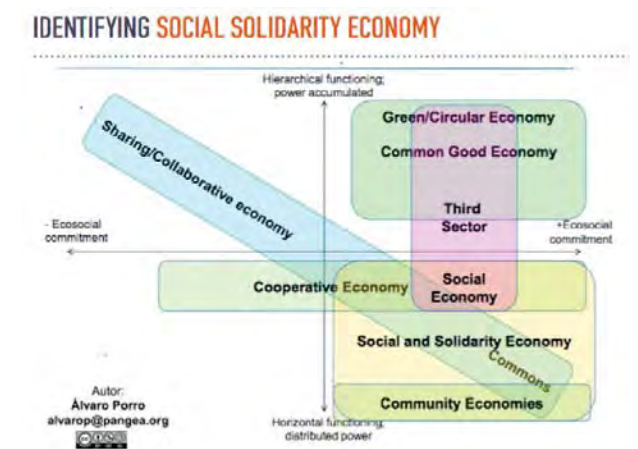 IDENTIFYING SOCIAL SOLIDARITY ECONOMY
Hierarchical functioning;
power accumulated
Green/Circular Economy
Sharing/Collaborative economy
Common Good Economy
Third
Sector
- Ecosocial
commitment
+Ecosocial
commitment
Cooperative Economy
Social
Economy
Social and Solidarity Economy
Commons
Autor:
Álvaro Porro
alvarop@pangea.org
Community Economies
Horizontal functioning;
distributed power